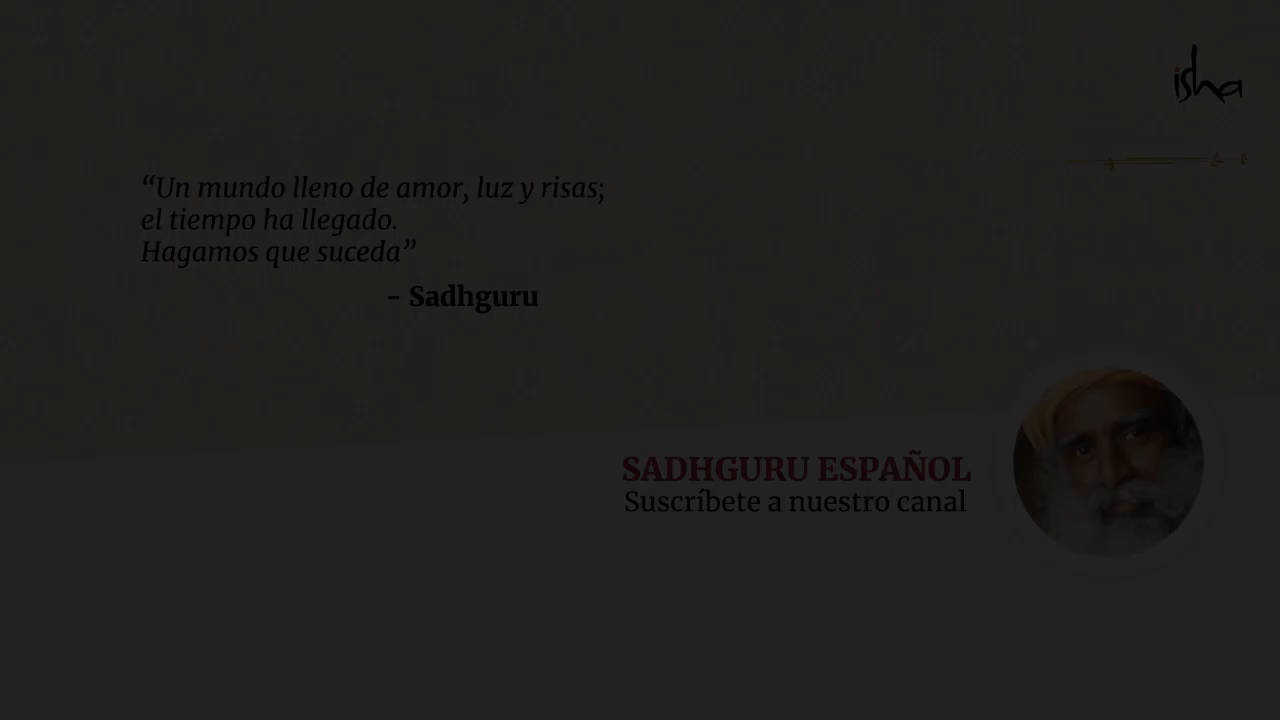 isha
“Un mundo lleno de amor, luz y risas;
el tiempo ha llegado.
Hagamos que suceda”
- Sadhguru
SADHGURU ESPAÑOL
Suscríbete a nuestro canal